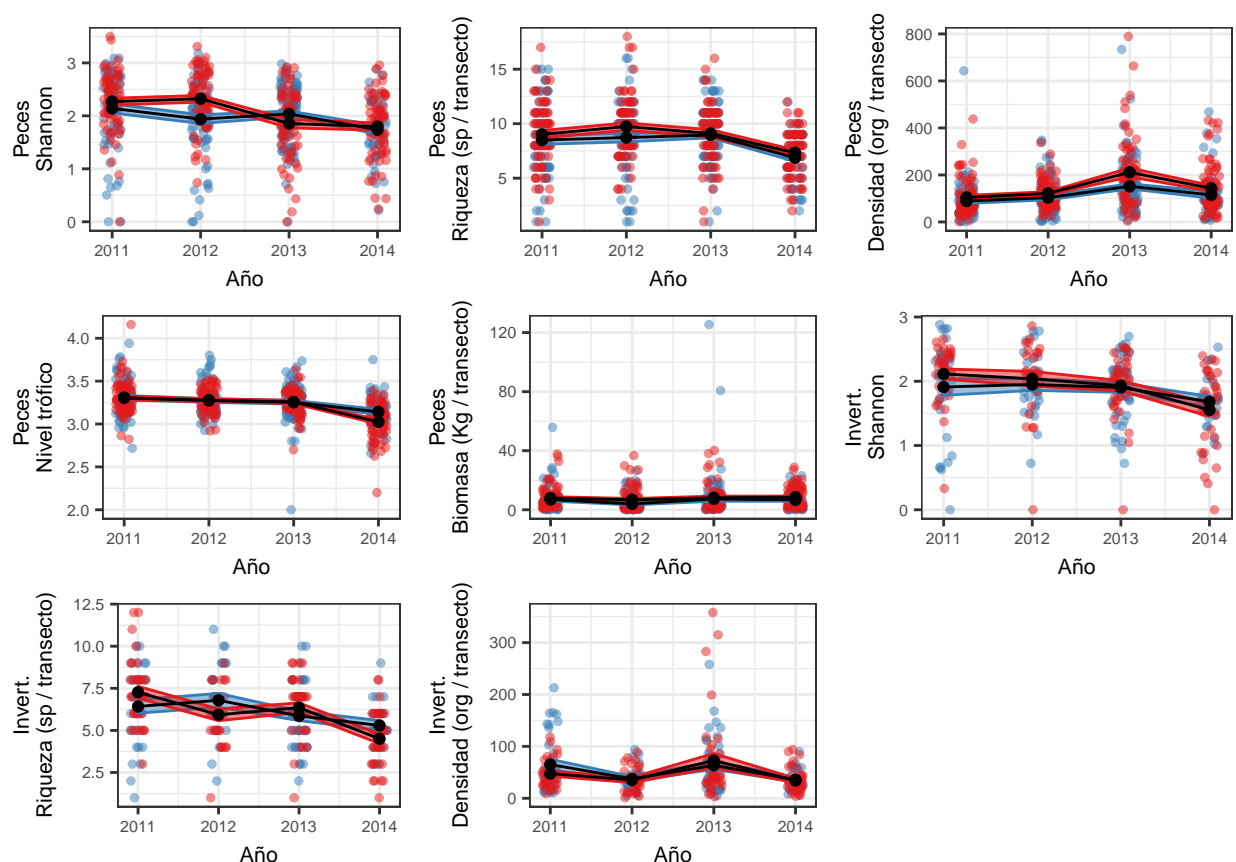 Peces
Shannon
3
2
1
0
2011 2012 2013 2014
Año
Peces
Riqueza (sp / transecto)
15
10
5
2011 2012 2013 2014
Año
Peces
Densidad (org / transecto)
800
600
400
200
0
2011 2012 2013 2014
Año
Peces
Nivel trófico
4.0
3.5
3.0
2.5
2.0
2011 2012 2013 2014
Año
Peces
Biomasa (Kg / transecto)
120
80
40
0
2011 2012 2013 2014
Año
Invert.
Shannon
3
2
1
0
2011 2012 2013 2014
Año
Invert.
Riqueza (sp / transecto)
12.5
10.0
7.5
5.0
2.5
2011 2012 2013 2014
Año
Invert.
Densidad (org / transecto)
300
200
100
0
2011 2012 2013 2014
Año